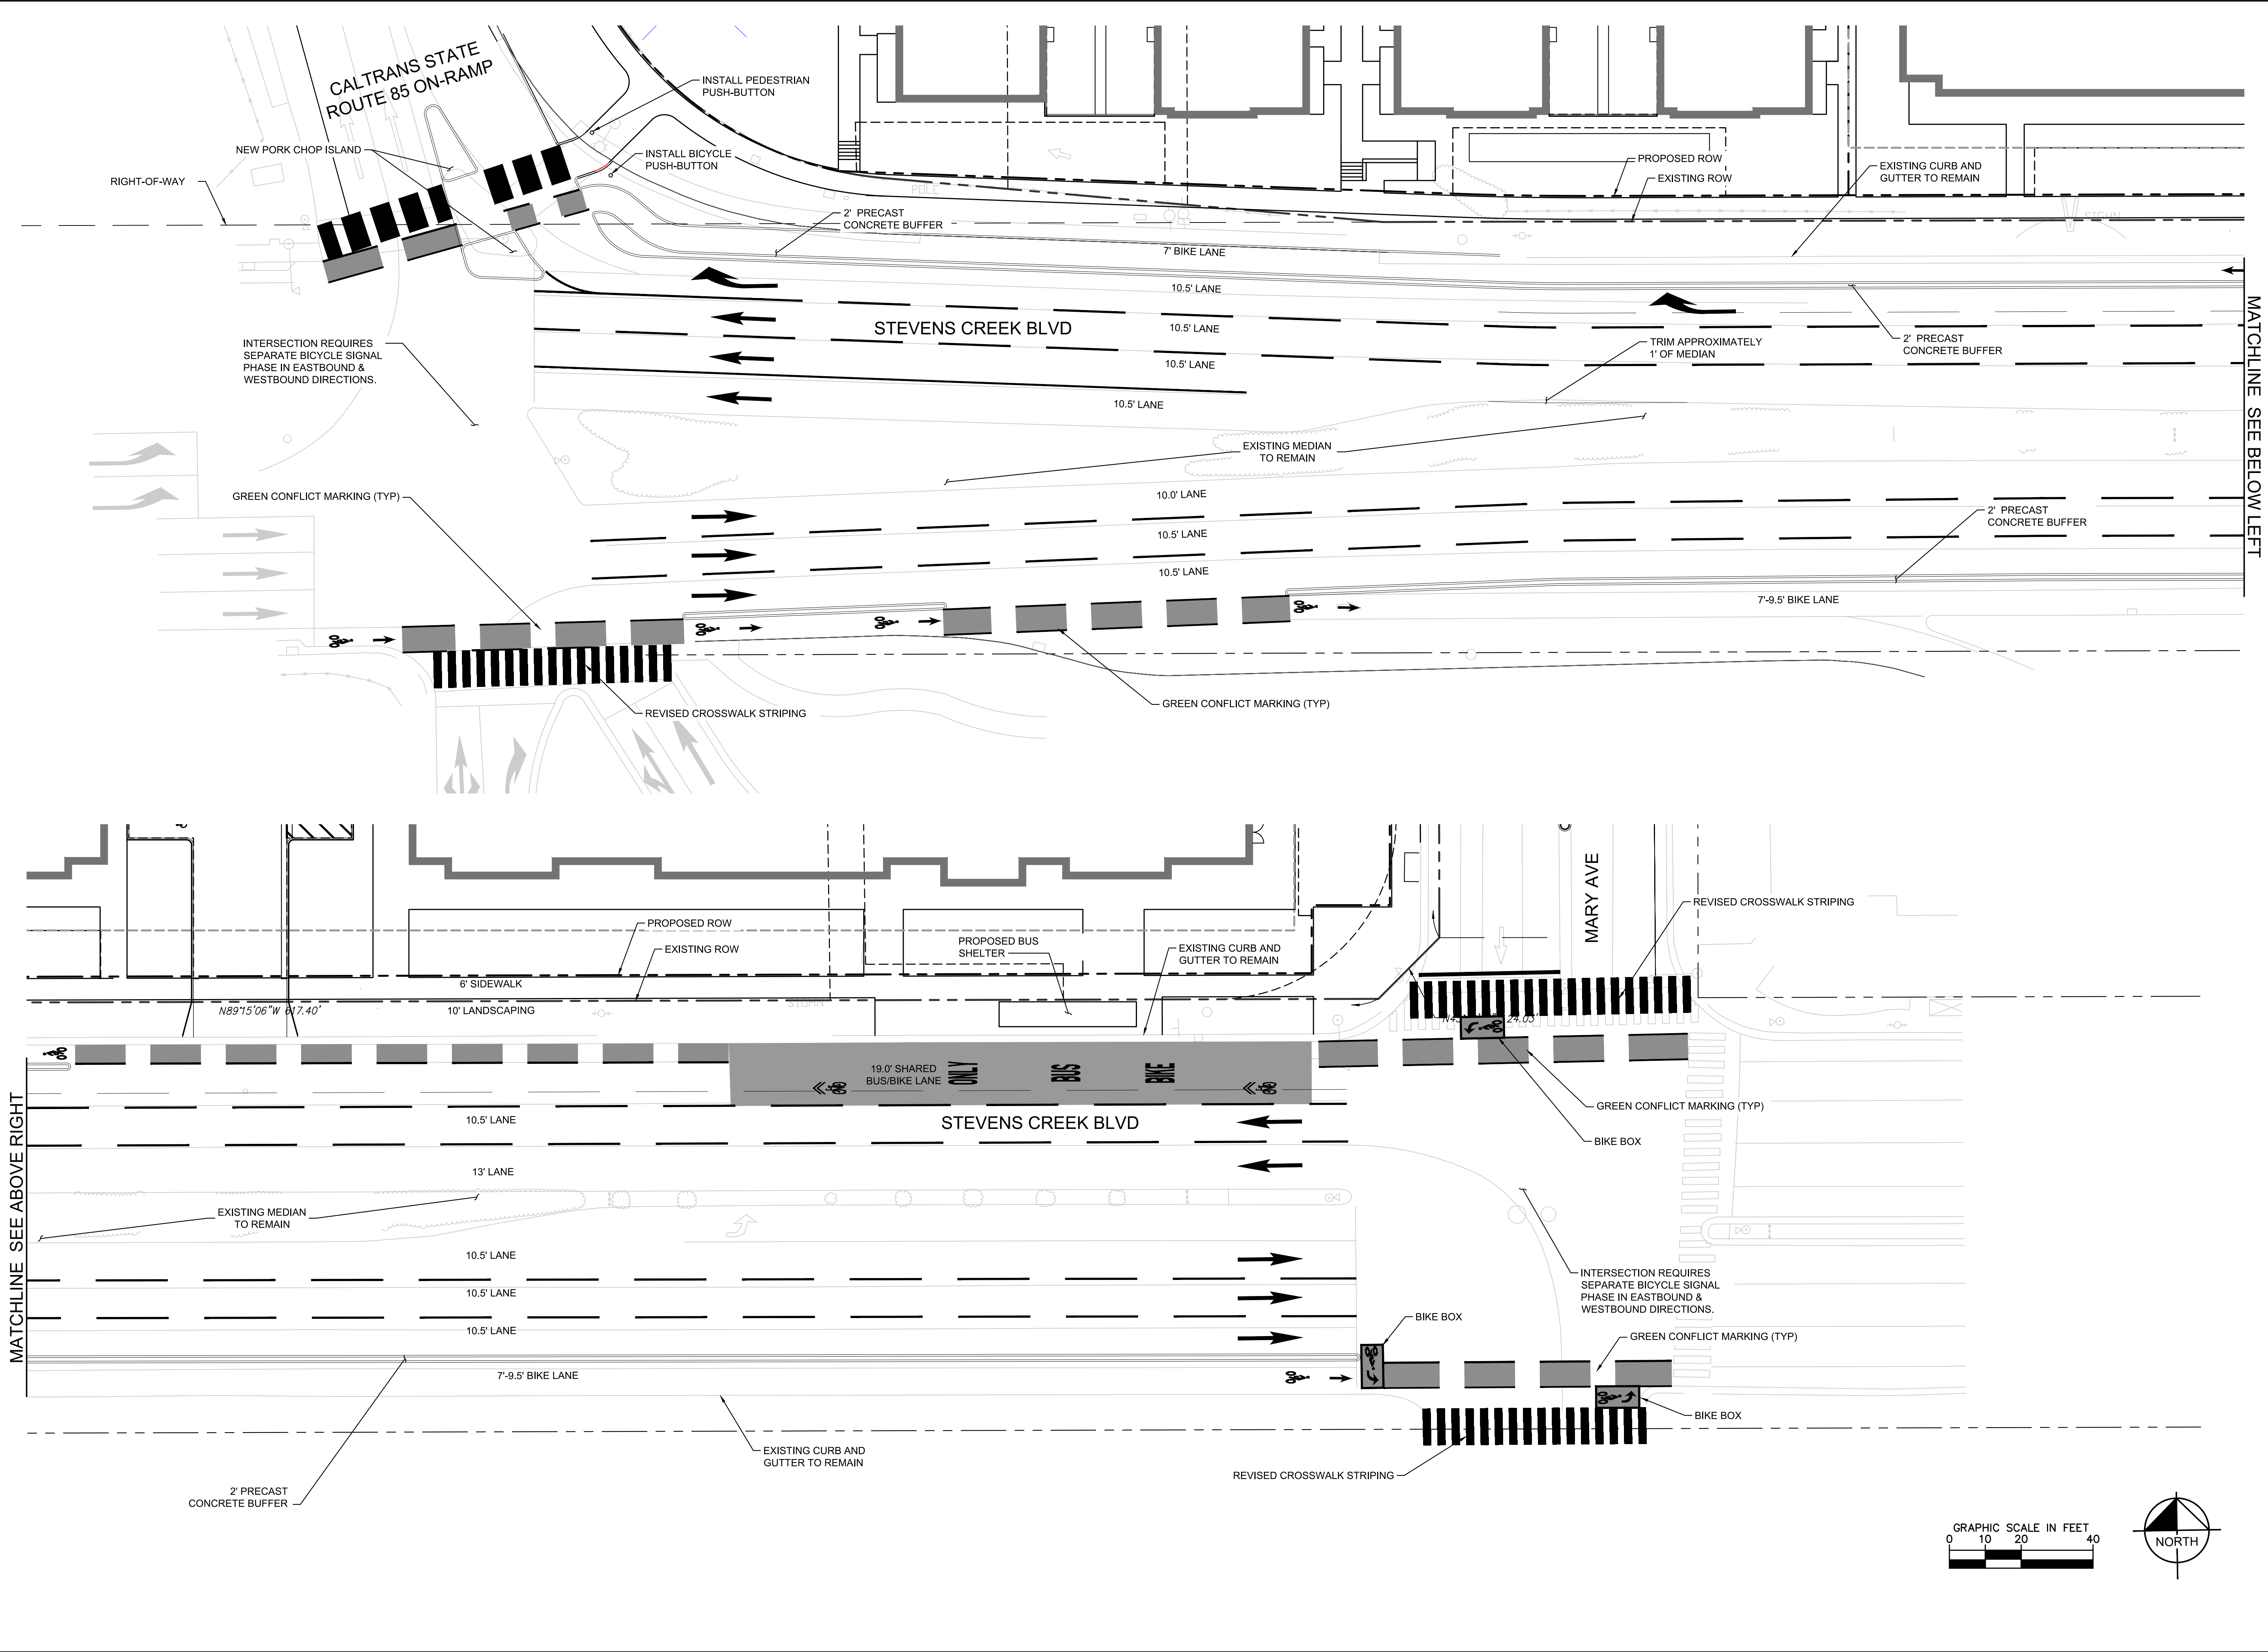 CALTRANS STATE
ROUTE 85 ON-RAMP
INSTALL PEDESTRIAN
PUSH-BUTTON
NEW PORK CHOP ISLAND
INSTALL BICYCLE
PUSH-BUTTON
RIGHT-OF-WAY
PROPOSED ROW
EXISTING ROW
EXISTING CURB AND
GUTTER TO REMAIN
POLE
SIGHN
2' PRECAST
CONCRETE BUFFER
7' BIKE LANE
10.5' LANE
STEVENS CREEK BLVD
10.5' LANE
10.5' LANE
10.5' LANE
2' PRECAST
CONCRETE BUFFER
TRIM APPROXIMATELY
1' OF MEDIAN
INTERSECTION REQUIRES
SEPARATE BICYCLE SIGNAL
PHASE IN EASTBOUND &
WESTBOUND DIRECTIONS.
MATCHLINE SEE BELOW LEFT
EXISTING MEDIAN
TO REMAIN
GREEN CONFLICT MARKING (TYP)
10.0' LANE
10.5' LANE
10.5' LANE
2' PRECAST
CONCRETE BUFFER
7'-9.5' BIKE LANE
GREEN CONFLICT MARKING (TYP)
REVISED CROSSWALK STRIPING
MARY AVE
REVISED CROSSWALK STRIPING
PROPOSED ROW
EXISTING ROW
PROPOSED BUS
SHELTER
EXISTING CURB AND
GUTTER TO REMAIN
6' SIDEWALK
SIGHN
N89°15'06"W 617.40'
10' LANDSCAPING
24.03'
19.0' SHARED
BUS/BIKE LANE
ONLY
BUS
BIKE
GREEN CONFLICT MARKING (TYP)
BIKE BOX
10.5' LANE
STEVENS CREEK BLVD
13' LANE
MATCHLINE SEE ABOVE RIGHT
EXISTING MEDIAN
TO REMAIN
10.5' LANE
10.5' LANE
10.5' LANE
INTERSECTION REQUIRES
SEPARATE BICYCLE SIGNAL
PHASE IN EASTBOUND &
WESTBOUND DIRECTIONS.
BIKE BOX
GREEN CONFLICT MARKING (TYP)
7'-9.5' BIKE LANE
BIKE BOX
EXISTING CURB AND
GUTTER TO REMAIN
REVISED CROSSWALK STRIPING
2' PRECAST
CONCRETE BUFFER
GRAPHIC SCALE IN FEET
0 10 20 40
NORTH